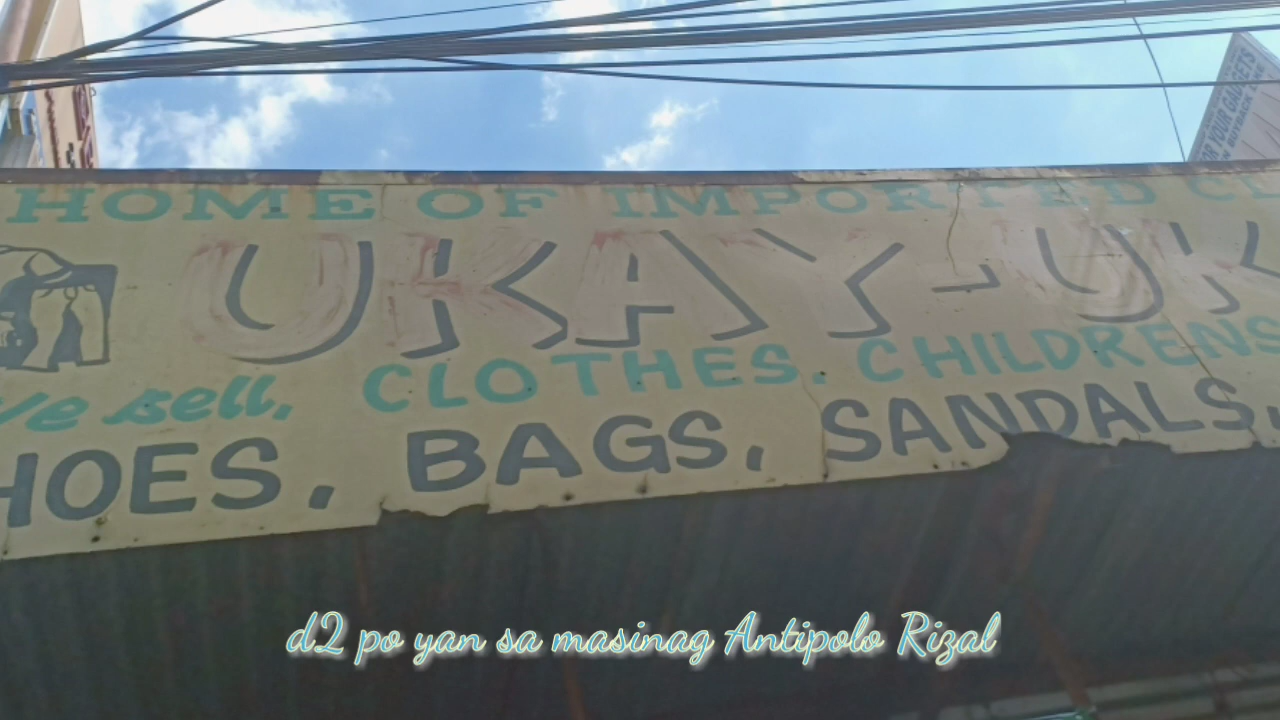 HOME OF IMPORTED CL
UKAY-UK
We sell, CLOTHES. CHILDRENS
HOES, BAGS, SANDALS,
d2 po yan sa masinag Antipolo Rizal